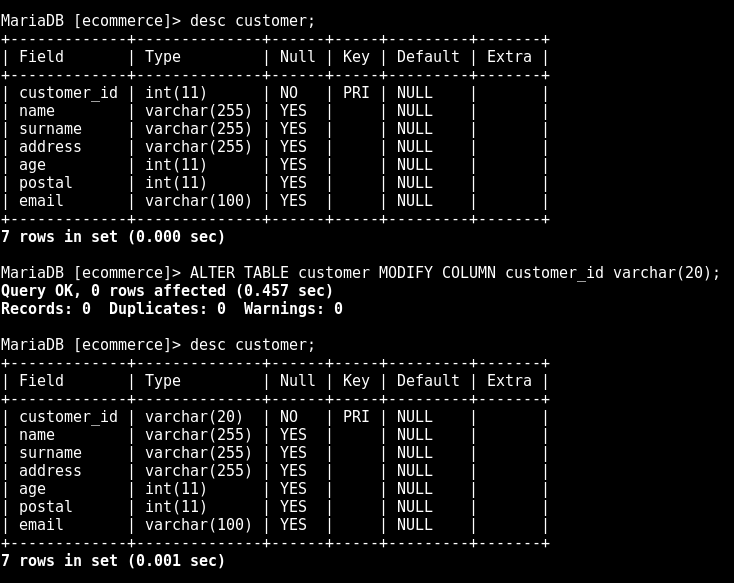 MariaDB [ecommerce]> desc customer;
+-------------+--------------+------+-----+---------+-------+
| Field       | Type         | Null | Key | Default | Extra |
+-------------+--------------+------+-----+---------+-------+
| customer_id | int(11)      | NO   | PRI | NULL    |       |
| name        | varchar(255) | YES  |     | NULL    |       |
| surname     | varchar(255) | YES  |     | NULL    |       |
| address     | varchar(255) | YES  |     | NULL    |       |
| age         | int(11)      | YES  |     | NULL    |       |
| postal      | int(11)      | YES  |     | NULL    |       |
| email       | varchar(100) | YES  |     | NULL    |       |
+-------------+--------------+------+-----+---------+-------+
7 rows in set (0.000 sec)

MariaDB [ecommerce]> ALTER TABLE customer MODIFY COLUMN customer_id varchar(20);
Query OK, 0 rows affected (0.457 sec)
Records: 0  Duplicates: 0  Warnings: 0

MariaDB [ecommerce]> desc customer;
+-------------+--------------+------+-----+---------+-------+
| Field       | Type         | Null | Key | Default | Extra |
+-------------+--------------+------+-----+---------+-------+
| customer_id | varchar(20)  | NO   | PRI | NULL    |       |
| name        | varchar(255) | YES  |     | NULL    |       |
| surname     | varchar(255) | YES  |     | NULL    |       |
| address     | varchar(255) | YES  |     | NULL    |       |
| age         | int(11)      | YES  |     | NULL    |       |
| postal      | int(11)      | YES  |     | NULL    |       |
| email       | varchar(100) | YES  |     | NULL    |       |
+-------------+--------------+------+-----+---------+-------+
7 rows in set (0.001 sec)